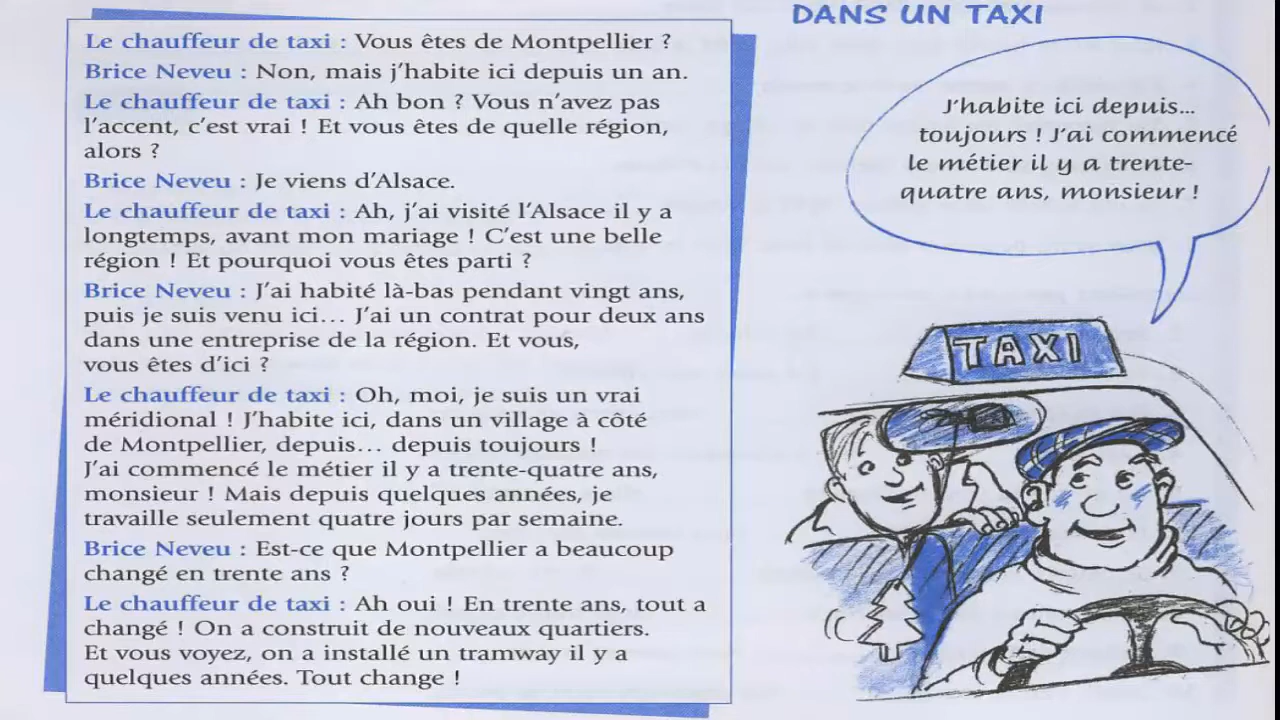 DANS UN TAXI
Le chauffeur de taxi : Vous êtes de Montpellier ?
Brice Neveu : Non, mais j'habite ici depuis un an.
Le chauffeur de taxi : Ah bon ? Vous n'avez pas
l'accent, c'est vrai ! Et vous êtes de quelle région,
alors ?
Brice Neveu : Je viens d'Alsace.
Le chauffeur de taxi : Ah, j'ai visité l'Alsace il y a
longtemps, avant mon mariage ! C'est une belle
région ! Et pourquoi vous êtes parti ?
Brice Neveu : J'ai habité là-bas pendant vingt ans,
puis je suis venu ici... J'ai un contrat pour deux ans
dans une entreprise de la région. Et vous,
vous êtes d'ici ?
Le chauffeur de taxi : Oh, moi, je suis un vrai
méridional ! J'habite ici, dans un village à côté
de Montpellier, depuis... depuis toujours !
J'ai commencé le métier il y a trente-quatre ans,
monsieur ! Mais depuis quelques années, je
travaille seulement quatre jours par semaine.
Brice Neveu : Est-ce que Montpellier a beaucoup
changé en trente ans ?
Le chauffeur de taxi : Ah oui ! En trente ans, tout a
changé ! On a construit de nouveaux quartiers.
Et vous voyez, on a installé un tramway il y a
quelques années. Tout change !
J'habite ici depuis...
toujours ! J'ai commencé
le métier il y a trente-
quatre ans, monsieur !
TAXI